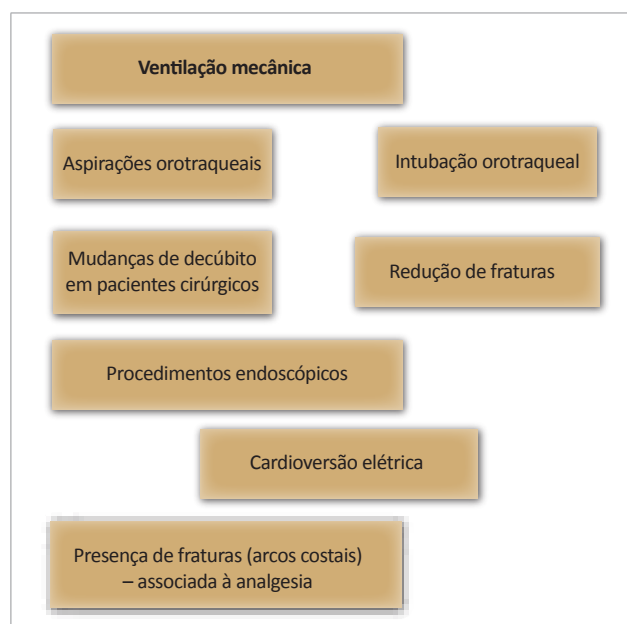 Ventilação mecânica
Aspirações orotraqueais
Intubação orotraqueal
Mudanças de decúbito
em pacientes cirúrgicos
Redução de fraturas
Procedimentos endoscópicos
Cardioversão elétrica
Presença de fraturas (arcos costais)
– associada à analgesia